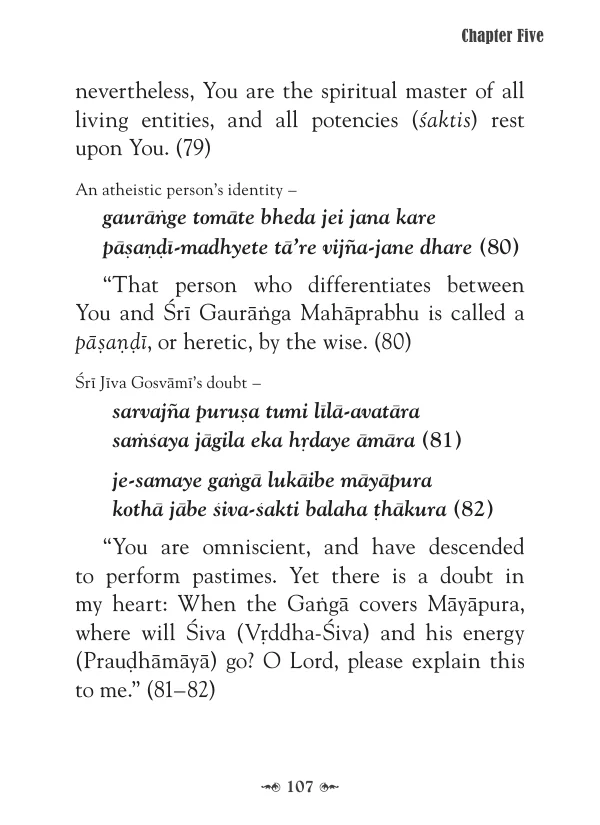 Chapter Five
nevertheless, You are the spiritual master of all
living entities, and all potencies (śaktis) rest
upon You. (79)
An atheistic person’s identity –
gaurāṅge tomāte bheda jei jana kare
pāṣaṇḍī-madhyete tā’re vijña-jane dhare (80)
“That person who differentiates between
You and Śrī Gaurāṅga Mahāprabhu is called a
pāṣaṇḍī, or heretic, by the wise. (80)
Śrī Jīva Gosvāmī’s doubt –
sarvajña puruṣa tumi līlā-avatāra
saṁśaya jāgila eka hṛdaye āmāra (81)
je-samaye gaṅgā lukāibe māyāpura
kothā jābe śiva-śakti balaha ṭhākura (82)
“You are omniscient, and have descended
to perform pastimes. Yet there is a doubt in
my heart: When the Gaṅgā covers Māyāpura,
where will Śiva (Vṛddha-Śiva) and his energy
(Prauḍhāmāyā) go? O Lord, please explain this
to me.” (81–82)
107